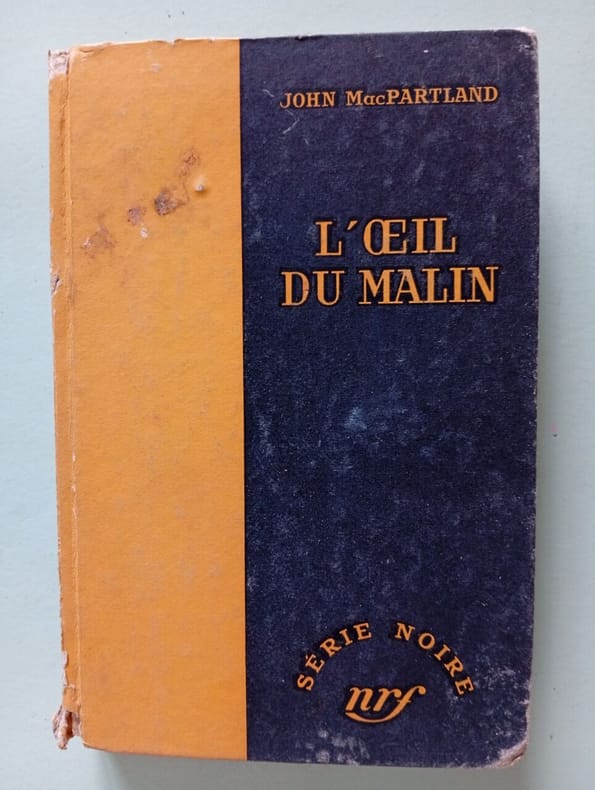 JOHN MacPARTLAND
L'ŒIL
DU MALIN
SÉRIE NOIRE
nrf